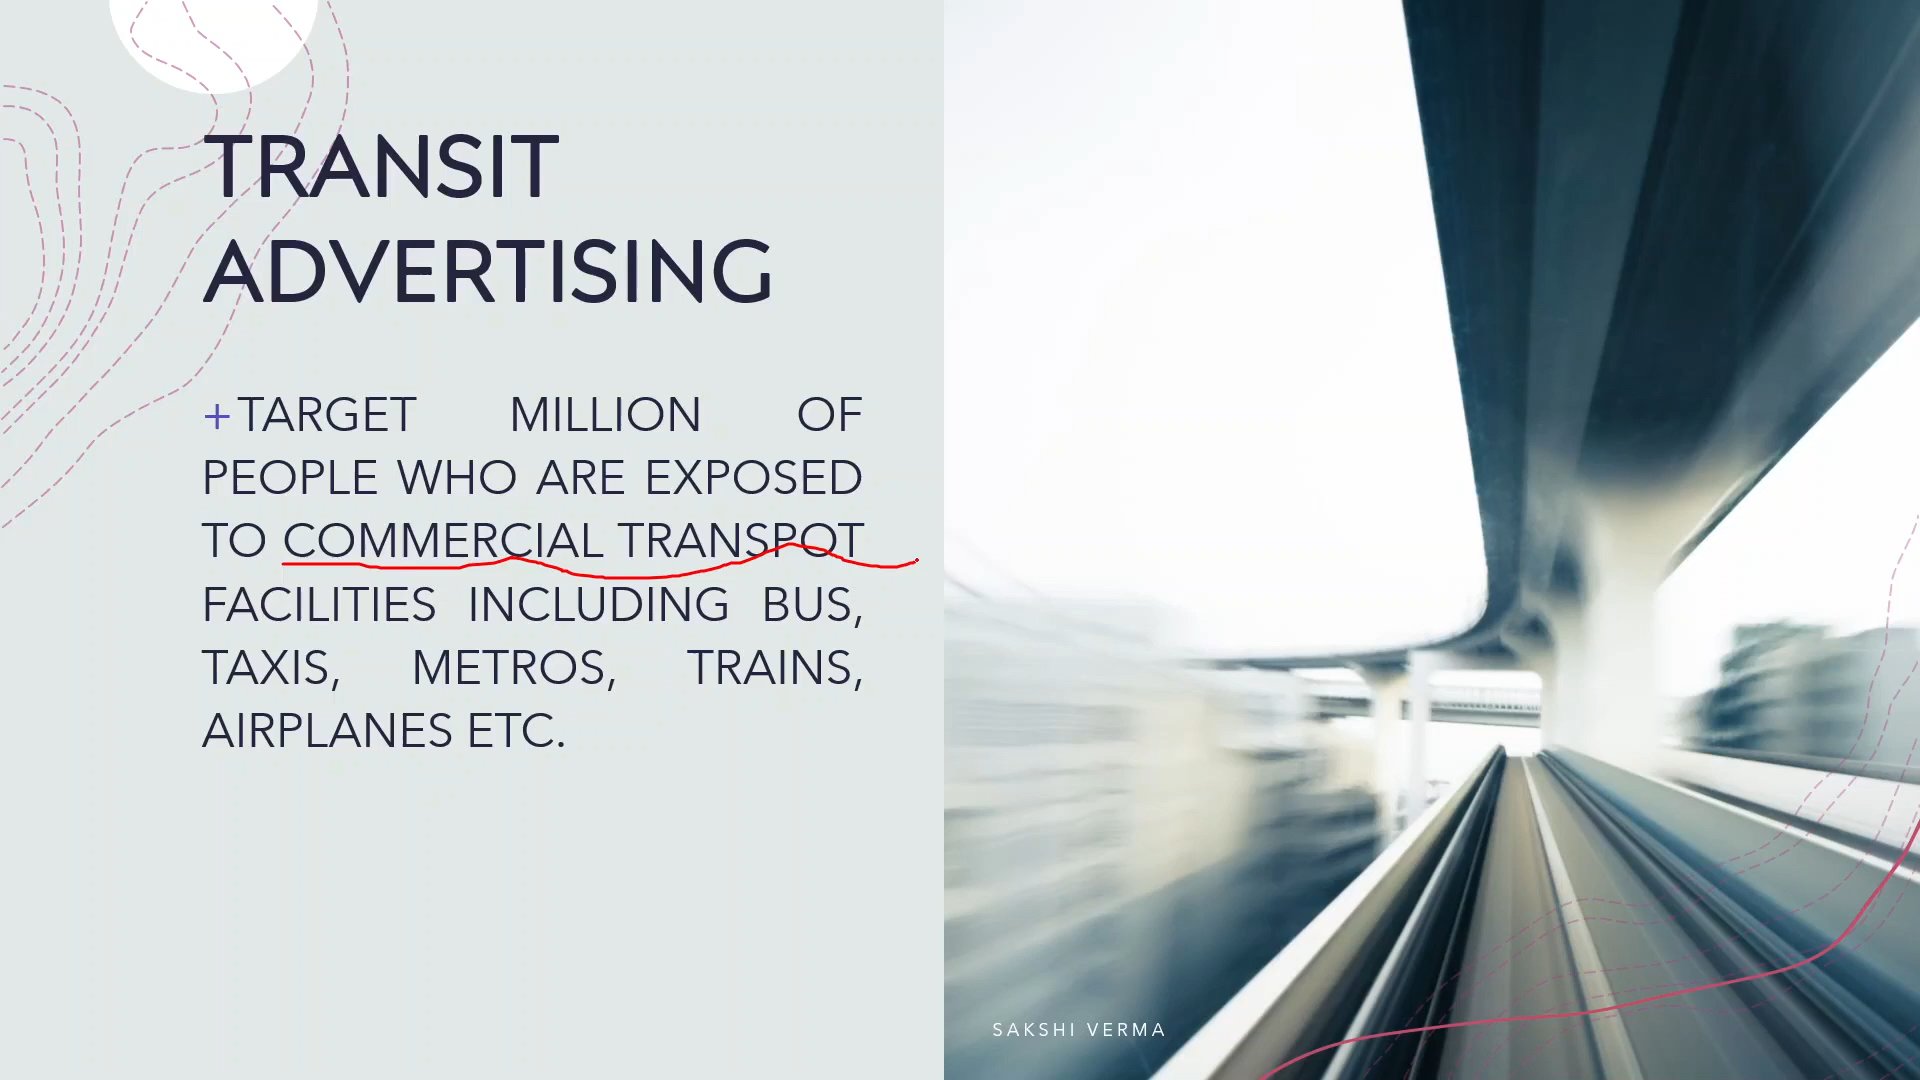 TRANSIT
ADVERTISING
+TARGET MILLION OF
PEOPLE WHO ARE EXPOSED
TO COMMERCIAL TRANSPOT
FACILITIES INCLUDING BUS,
TAXIS, METROS, TRAINS,
AIRPLANES ETC.
SAKSHI VERMA